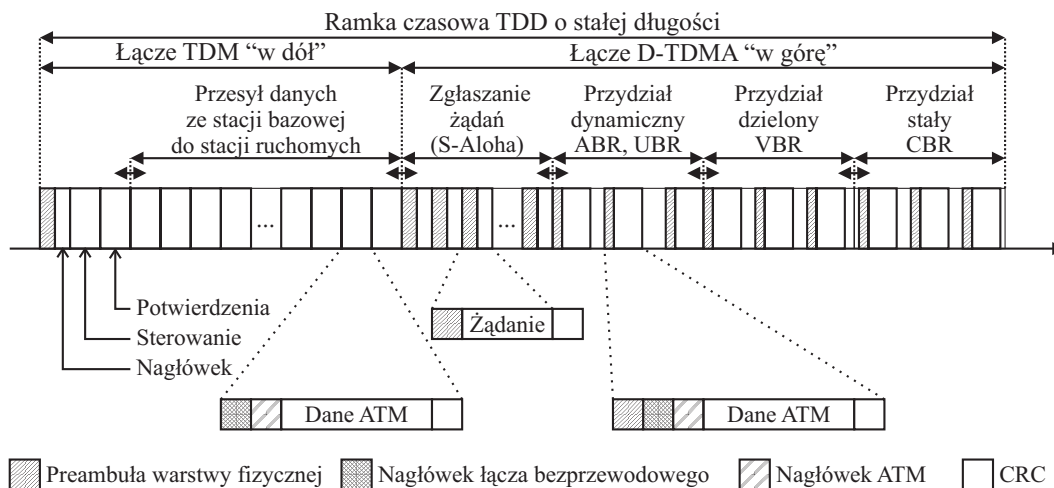 Ramka czasowa TDD o stałej długości
Łącze TDM “w dół”
Łącze D-TDMA “w górę”
Przesył danych
ze stacji bazowej
do stacji ruchomych
Zgłaszanie
żądań
(S-Aloha)
Przydział
dynamiczny
ABR, UBR
Przydział
dzielony
VBR
Przydział
stały
CBR
...
...
Potwierdzenia
Sterowanie
Nagłówek
Żądanie
Dane ATM
Dane ATM
Preambuła warstwy fizycznej
Nagłówek łącza bezprzewodowego
Nagłówek ATM
CRC